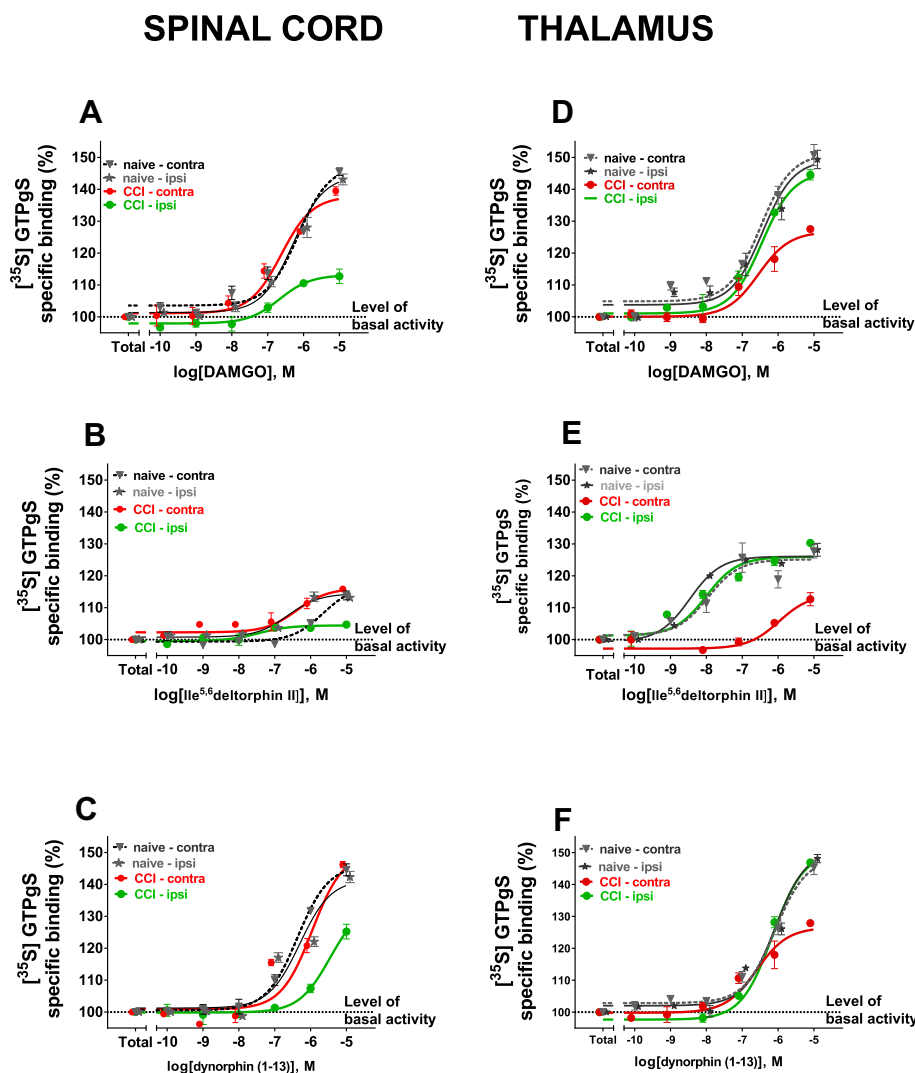 SPINAL CORD
THALAMUS
A
[³⁵S] GTPgS
specific binding (%)
150
140
130
120
110
100
naive - contra
naive - ipsi
CCI - contra
CCI - ipsi
Level of
basal activity
Total -10 -9 -8 -7 -6 -5
log[DAMGO], M
D
[³⁵S] GTPgS
specific binding (%)
150
140
130
120
110
100
naive - contra
naive - ipsi
CCI - contra
CCI - ipsi
Level of
basal activity
Total -10 -9 -8 -7 -6 -5
log[DAMGO], M
B
[³⁵S] GTPgS
specific binding (%)
150
140
130
120
110
100
naive - contra
naive - ipsi
CCI - contra
CCI - ipsi
Level of
basal activity
Total -10 -9 -8 -7 -6 -5
log[Ile⁵,⁶deltorphin II]], M
E
[³⁵S] GTPgS
specific binding (%)
150
140
130
120
110
100
naive - contra
naive - ipsi
CCI - contra
CCI - ipsi
Level of
basal activity
Total -10 -9 -8 -7 -6 -5
log[Ile⁵,⁶deltorphin II]], M
C
[³⁵S] GTPgS
specific binding (%)
150
140
130
120
110
100
naive - contra
naive - ipsi
CCI - contra
CCI - ipsi
Level of
basal activity
Total -10 -9 -8 -7 -6 -5
log[dynorphin (1-13)], M
F
[³⁵S] GTPgS
specific binding (%)
150
140
130
120
110
100
naive - contra
naive - ipsi
CCI - contra
CCI - ipsi
Level of
basal activity
Total -10 -9 -8 -7 -6 -5
log[dynorphin (1-13)], M